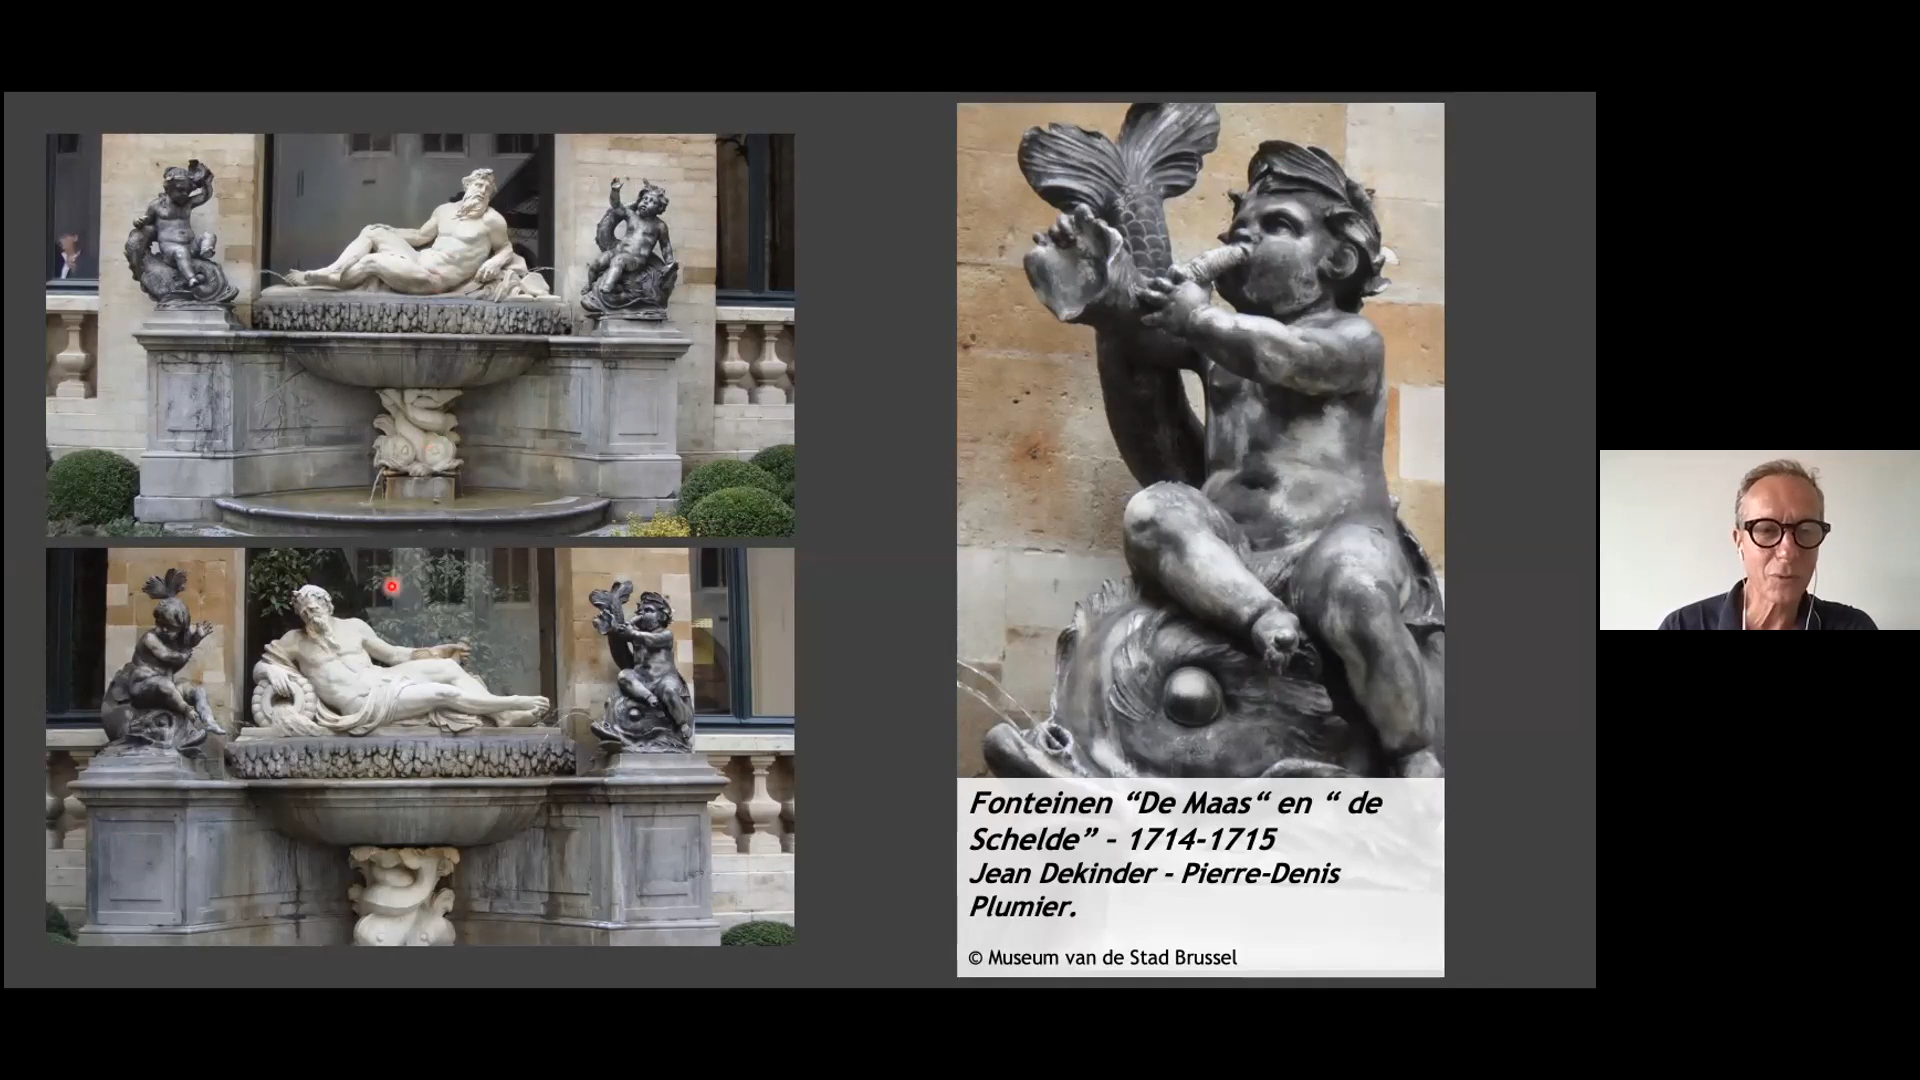 Fonteinen “De Maas“ en “ de
Schelde” - 1714-1715
Jean Dekinder - Pierre-Denis
Plumier.
© Museum van de Stad Brussel